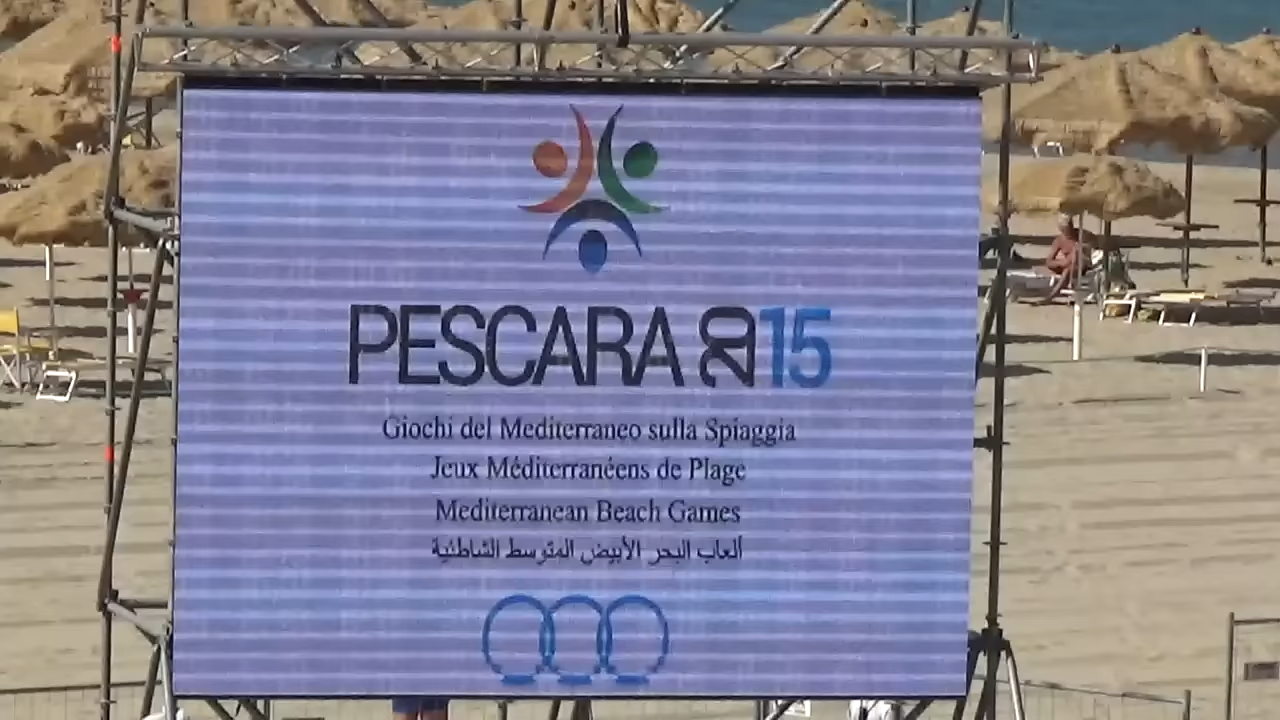 PESCARA 2015
Giochi del Mediterraneo sulla Spiaggia
Jeux Méditerranéens de Plage
Mediterranean Beach Games
ألعاب البحر الأبيض المتوسط الشاطئية